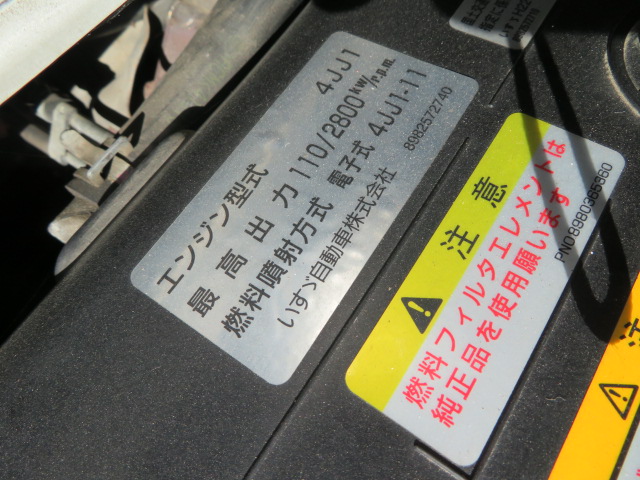 エンジン型式 4JJ1
最高出力 110/2800 kW/r.p.m.
燃料噴射方式 電子式 4JJ1-11
いすゞ自動車株式会社 8982572740
注意
燃料フィルタエレメントは
純正品を使用願います
注